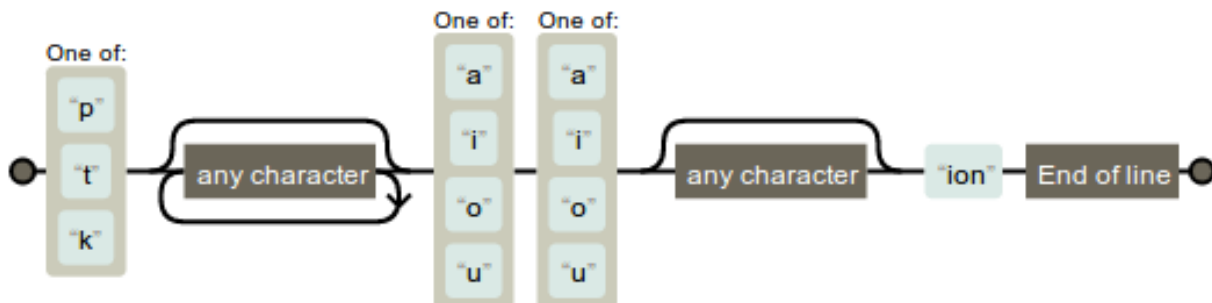 One of: One of:
One of:
"a" "a"
"p"
"i" "i"
"t" any character any character "ion" End of line
"o" "o"
"k"
"u" "u"